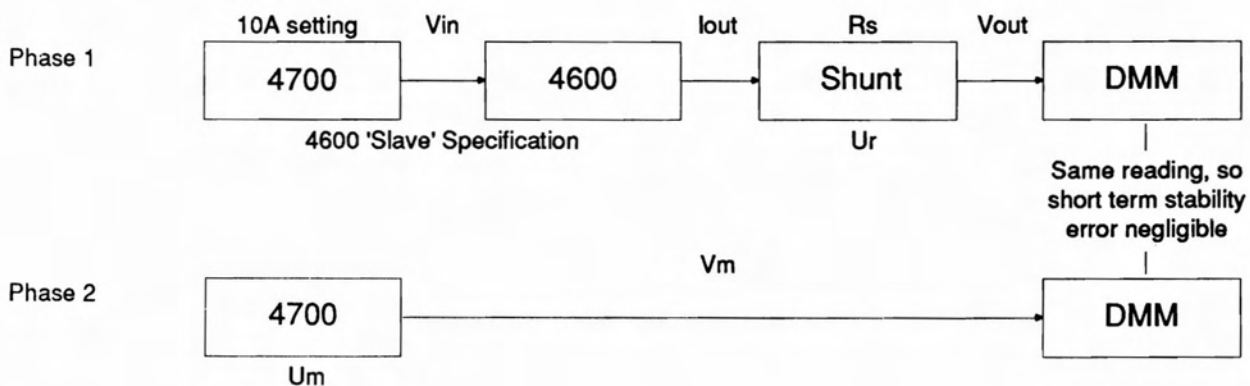 10A setting Vin Iout Rs Vout
Phase 1 4700 4600 Shunt DMM
4600 'Slave' Specification Ur
Same reading, so
short term stability
error negligible
Vm
Phase 2 4700 DMM
Um